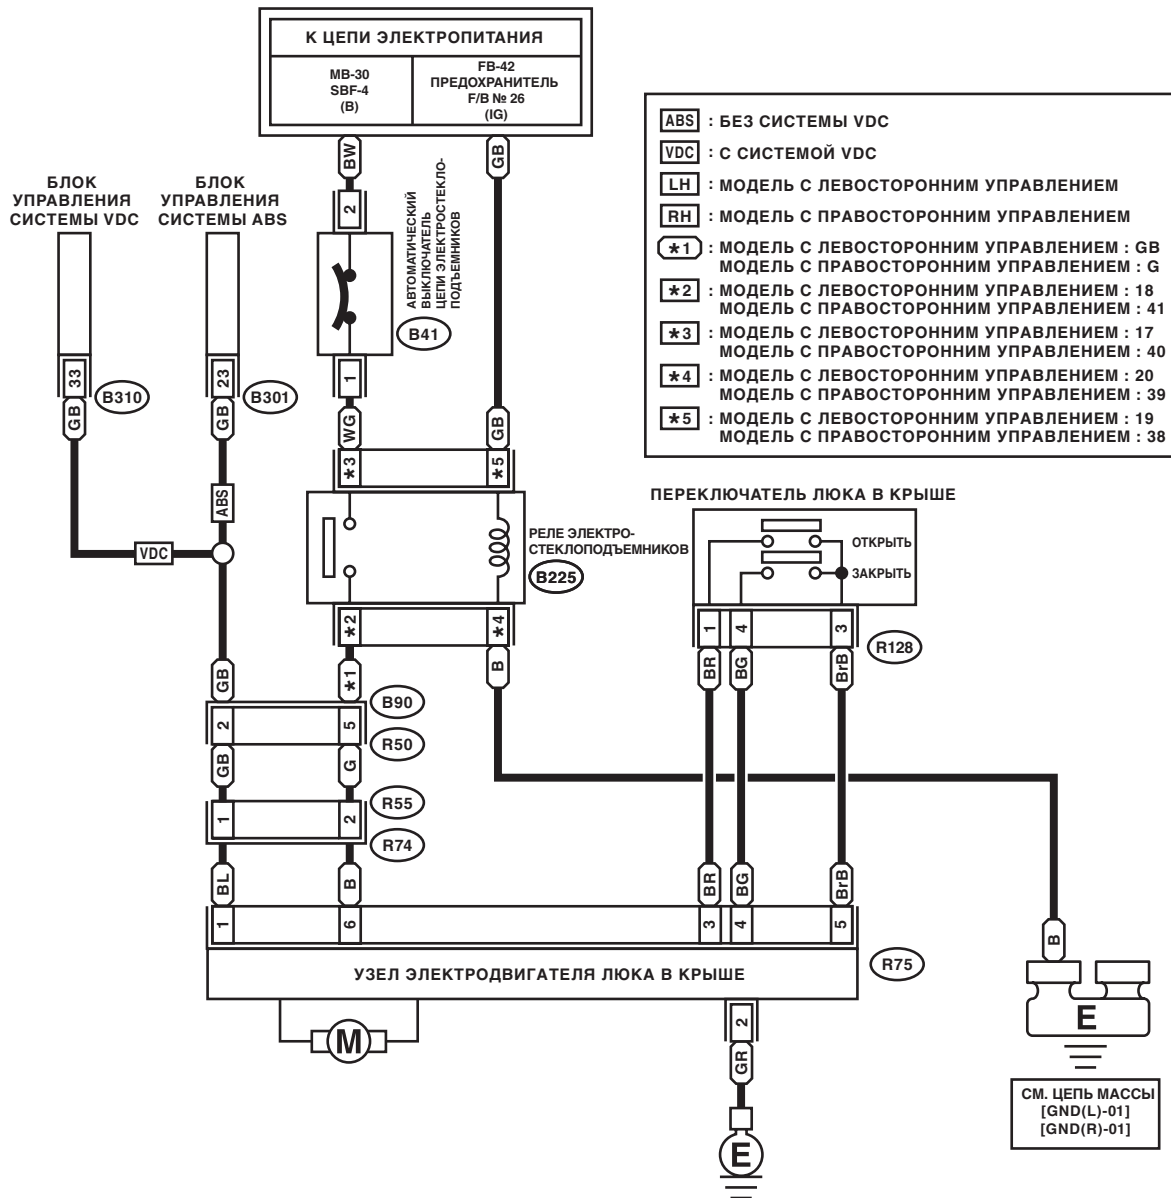 К ЦЕПИ ЭЛЕКТРОПИТАНИЯ
MB-30
SBF-4
(B)
FB-42
ПРЕДОХРАНИТЕЛЬ
F/B № 26
(IG)
BW
GB
ABS : БЕЗ СИСТЕМЫ VDC
VDC : С СИСТЕМОЙ VDC
LH : МОДЕЛЬ С ЛЕВОСТОРОННИМ УПРАВЛЕНИЕМ
RH : МОДЕЛЬ С ПРАВОСТОРОННИМ УПРАВЛЕНИЕМ
*1 : МОДЕЛЬ С ЛЕВОСТОРОННИМ УПРАВЛЕНИЕМ : GB
МОДЕЛЬ С ПРАВОСТОРОННИМ УПРАВЛЕНИЕМ : G
*2 : МОДЕЛЬ С ЛЕВОСТОРОННИМ УПРАВЛЕНИЕМ : 18
МОДЕЛЬ С ПРАВОСТОРОННИМ УПРАВЛЕНИЕМ : 41
*3 : МОДЕЛЬ С ЛЕВОСТОРОННИМ УПРАВЛЕНИЕМ : 17
МОДЕЛЬ С ПРАВОСТОРОННИМ УПРАВЛЕНИЕМ : 40
*4 : МОДЕЛЬ С ЛЕВОСТОРОННИМ УПРАВЛЕНИЕМ : 20
МОДЕЛЬ С ПРАВОСТОРОННИМ УПРАВЛЕНИЕМ : 39
*5 : МОДЕЛЬ С ЛЕВОСТОРОННИМ УПРАВЛЕНИЕМ : 19
МОДЕЛЬ С ПРАВОСТОРОННИМ УПРАВЛЕНИЕМ : 38
БЛОК
УПРАВЛЕНИЯ
СИСТЕМЫ VDC
БЛОК
УПРАВЛЕНИЯ
СИСТЕМЫ ABS
2
АВТОМАТИЧЕСКИЙ
ВЫКЛЮЧАТЕЛЬ
ЦЕПИ ЭЛЕКТРОСТЕКЛО-
ПОДЪЕМНИКОВ
B41
1
33
B310
23
B301
GB
GB
WG
GB
*3
*5
ABS
VDC
РЕЛЕ ЭЛЕКТРО-
СТЕКЛОПОДЪЕМНИКОВ
B225
ПЕРЕКЛЮЧАТЕЛЬ ЛЮКА В КРЫШЕ
ОТКРЫТЬ
ЗАКРЫТЬ
*2
*4
1
4
3
R128
GB
*1
B
BR
BG
BrB
B90
2
5
R50
GB
G
R55
1
2
R74
BL
B
BR
BG
BrB
1
6
3
4
5
B
УЗЕЛ ЭЛЕКТРОДВИГАТЕЛЯ ЛЮКА В КРЫШЕ
R75
M
2
GR
E
E
СМ. ЦЕПЬ МАССЫ
[GND(L)-01]
[GND(R)-01]